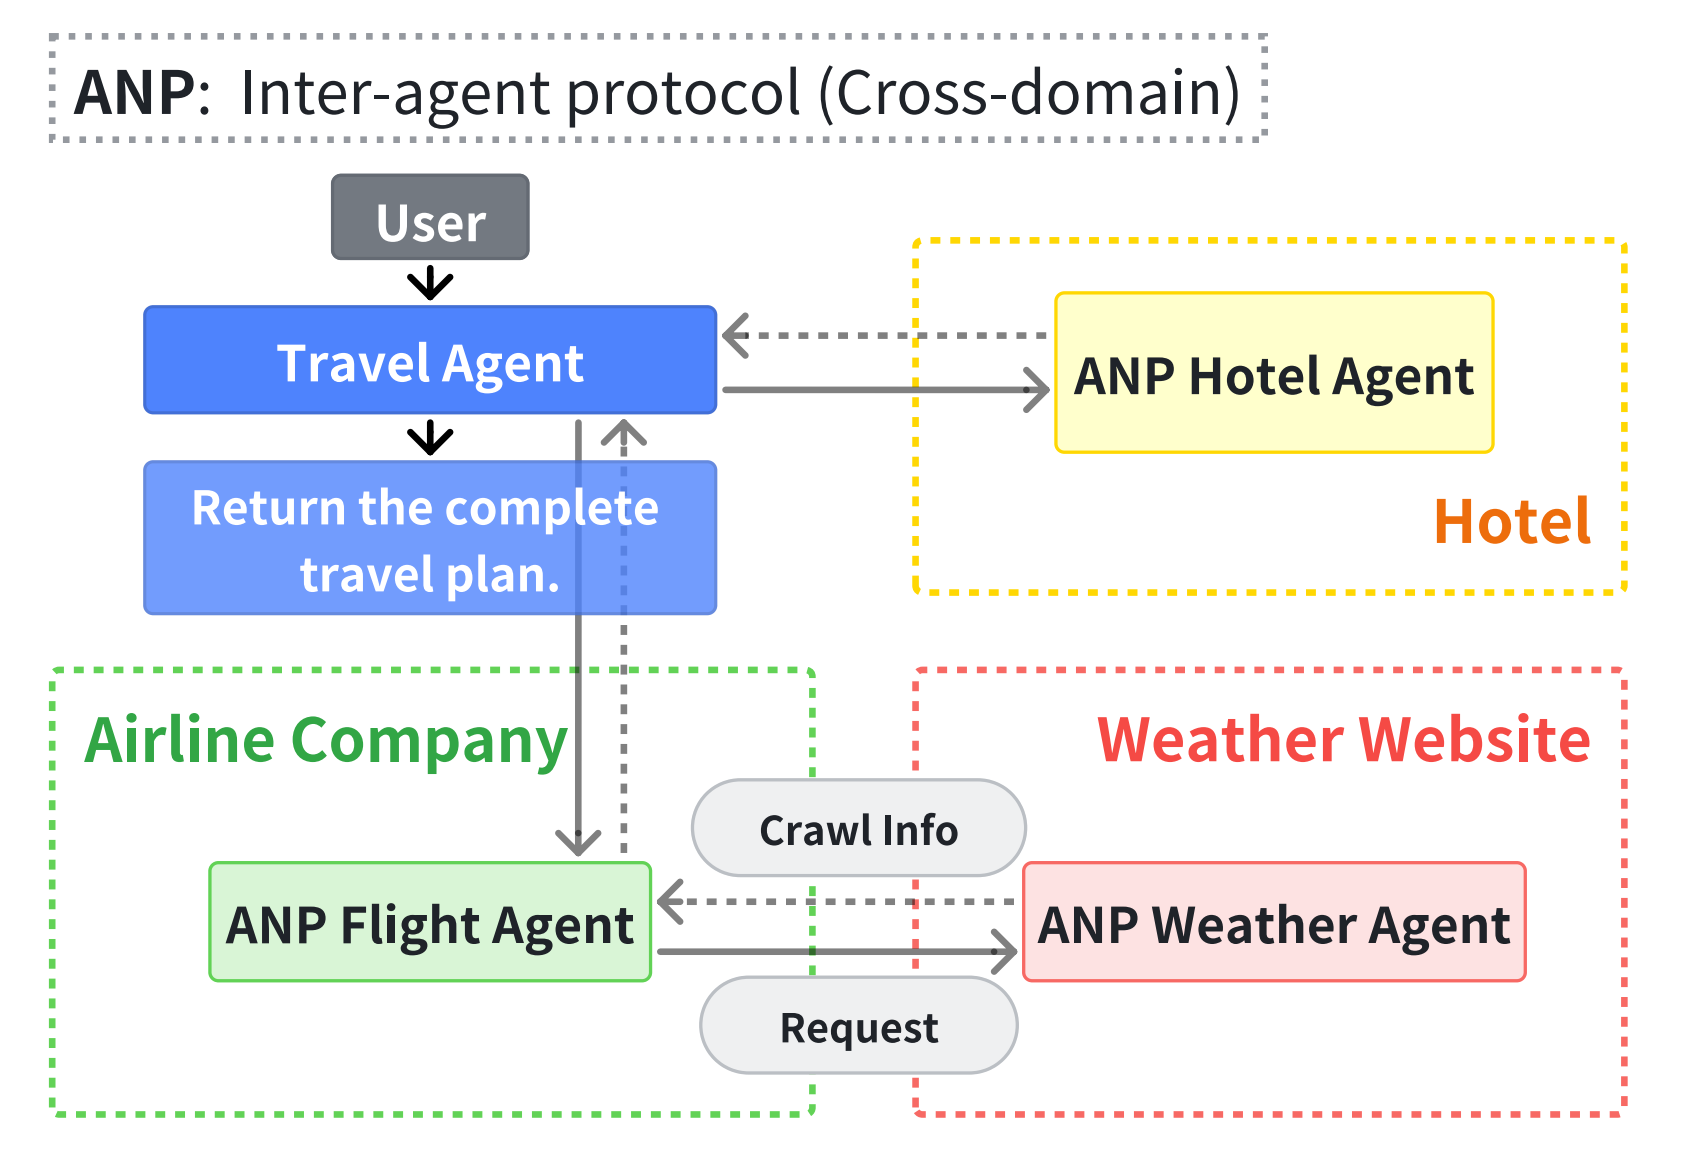 ANP: Inter-agent protocol (Cross-domain)
User
Travel Agent
ANP Hotel Agent
Return the complete
travel plan.
Hotel
Airline Company
Weather Website
Crawl Info
ANP Flight Agent
ANP Weather Agent
Request